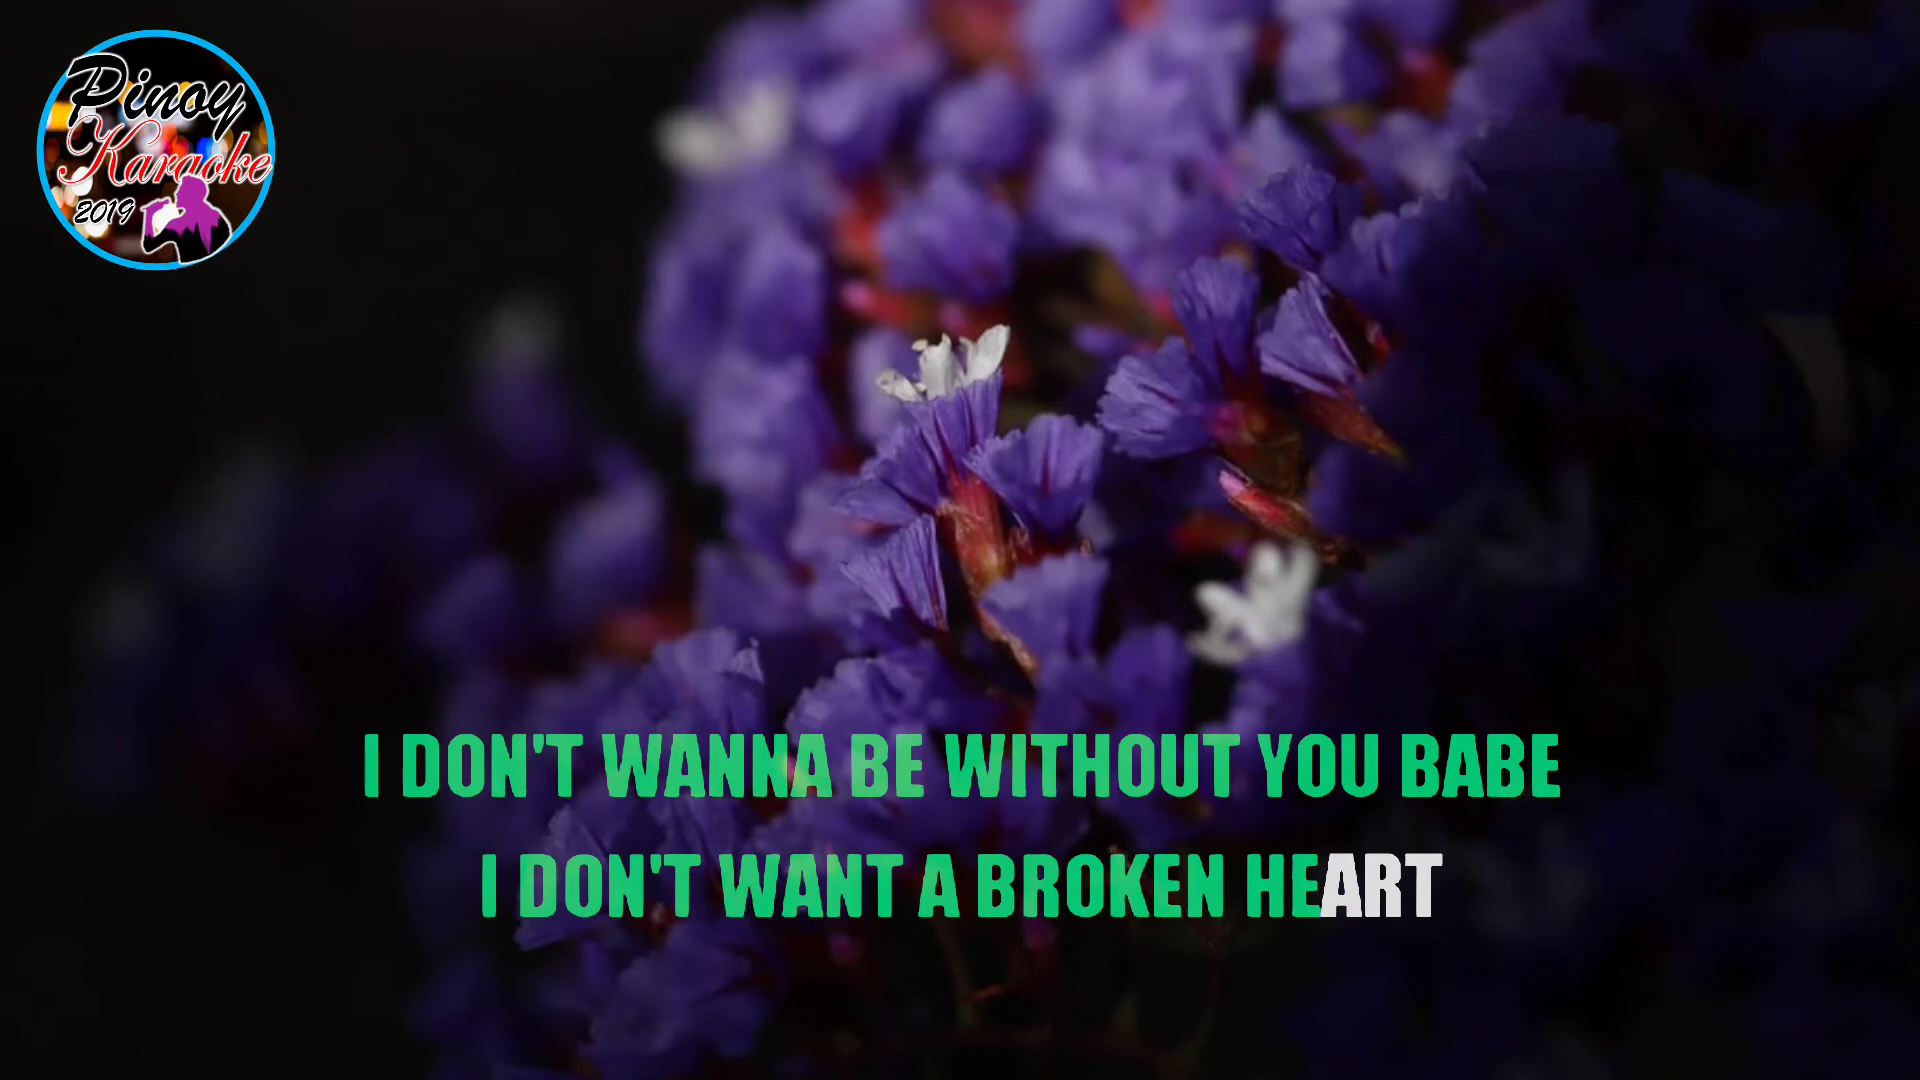 Pinoy
Karaoke
2019
I DON'T WANNA BE WITHOUT YOU BABE
I DON'T WANT A BROKEN HEART